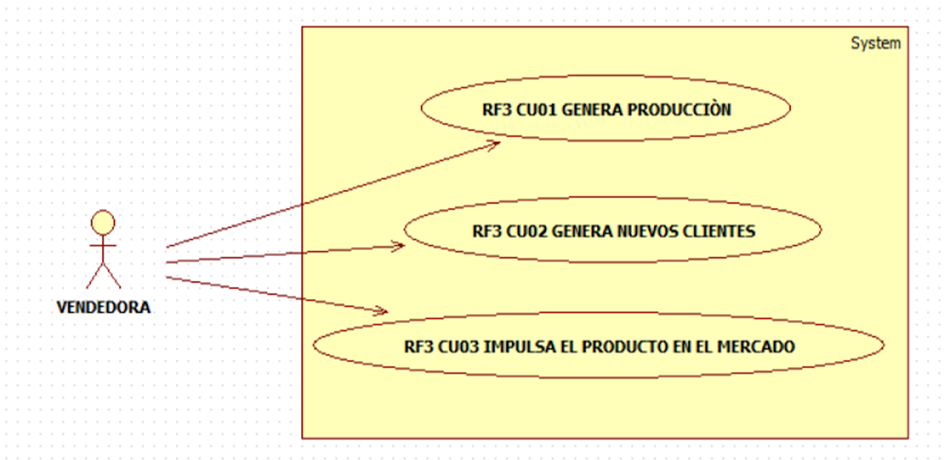 System
RF3 CU01 GENERA PRODUCCIÒN
RF3 CU02 GENERA NUEVOS CLIENTES
VENDEDORA
RF3 CU03 IMPULSA EL PRODUCTO EN EL MERCADO